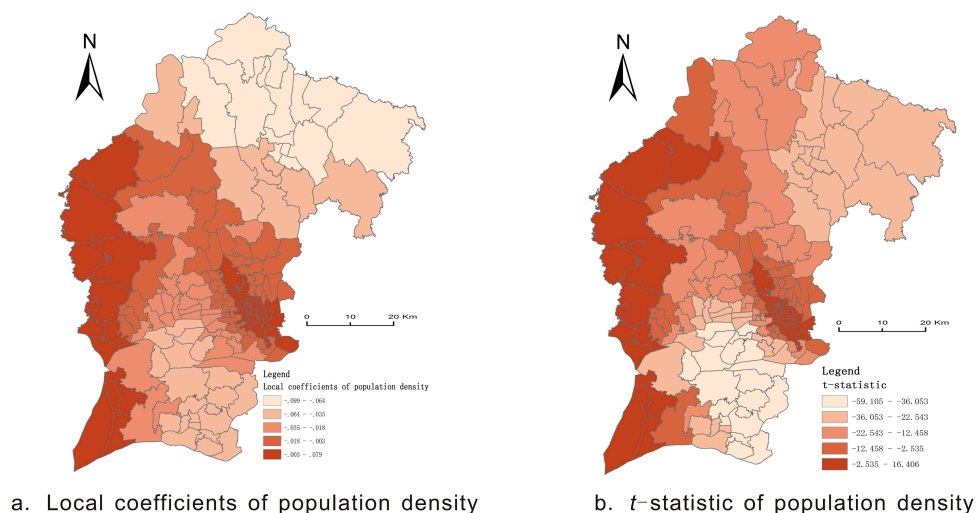 N
0 10 20 Km
Legend
Local coefficients of population density
-.099 - -.064
-.064 - -.035
-.035 - -.018
-.018 - -.003
-.003 - .079
a. Local coefficients of population density
N
0 10 20 Km
Legend
t-statistic
-59.105 - -36.053
-36.053 - -22.543
-22.543 - -12.458
-12.458 - -2.535
-2.535 - 16.406
b. t-statistic of population density